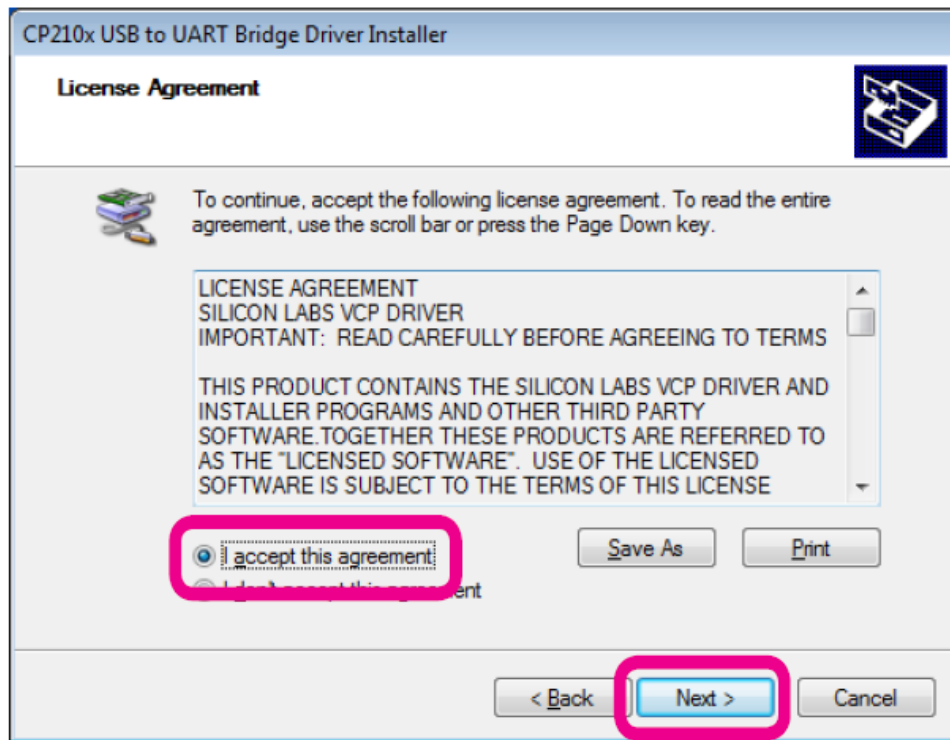 CP210x USB to UART Bridge Driver Installer
License Agreement
To continue, accept the following license agreement. To read the entire
agreement, use the scroll bar or press the Page Down key.
LICENSE AGREEMENT
SILICON LABS VCP DRIVER
IMPORTANT:  READ CAREFULLY BEFORE AGREEING TO TERMS
THIS PRODUCT CONTAINS THE SILICON LABS VCP DRIVER AND
INSTALLER PROGRAMS AND OTHER THIRD PARTY
SOFTWARE.TOGETHER THESE PRODUCTS ARE REFERRED TO
AS THE "LICENSED SOFTWARE".  USE OF THE LICENSED
SOFTWARE IS SUBJECT TO THE TERMS OF THIS LICENSE
I accept this agreement
Save As
Print
I don't accept this agreement
< Back
Next >
Cancel